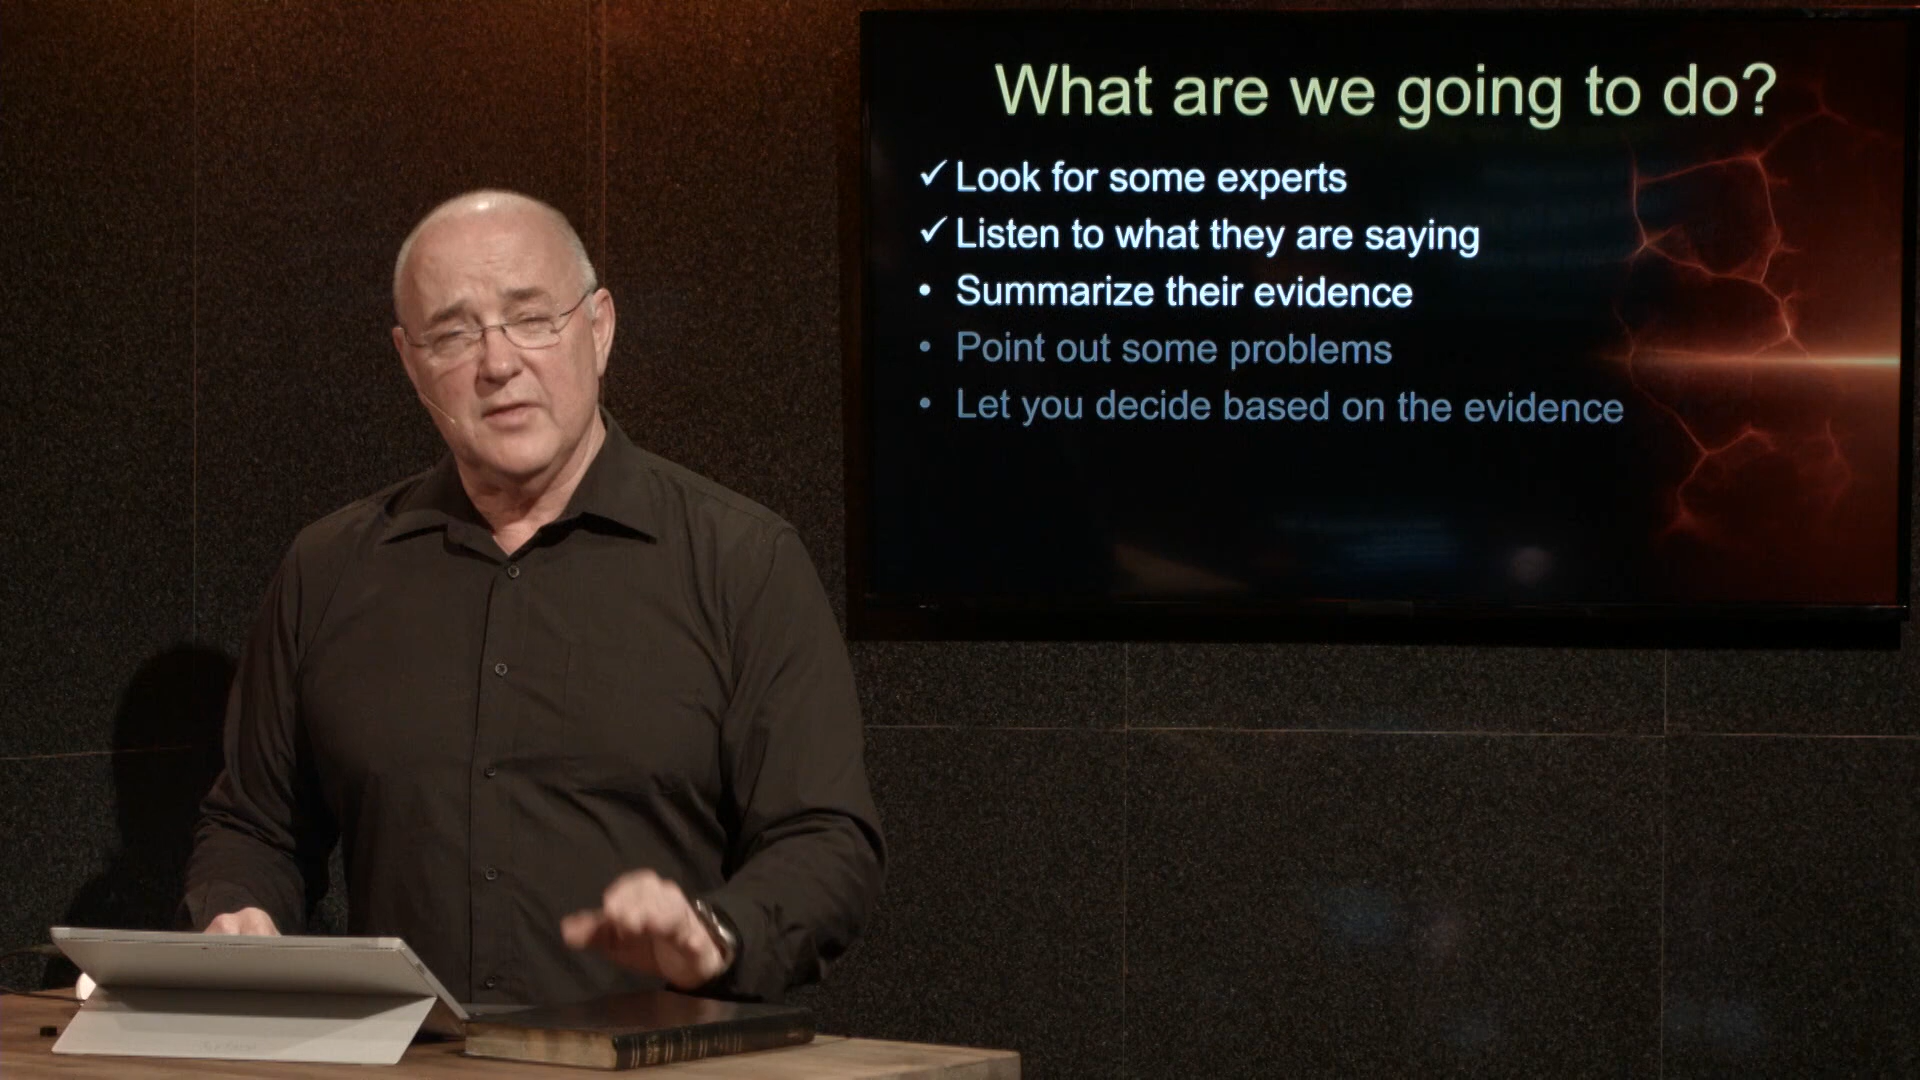 What are we going to do?
✓ Look for some experts
✓ Listen to what they are saying
• Summarize their evidence
• Point out some problems
• Let you decide based on the evidence